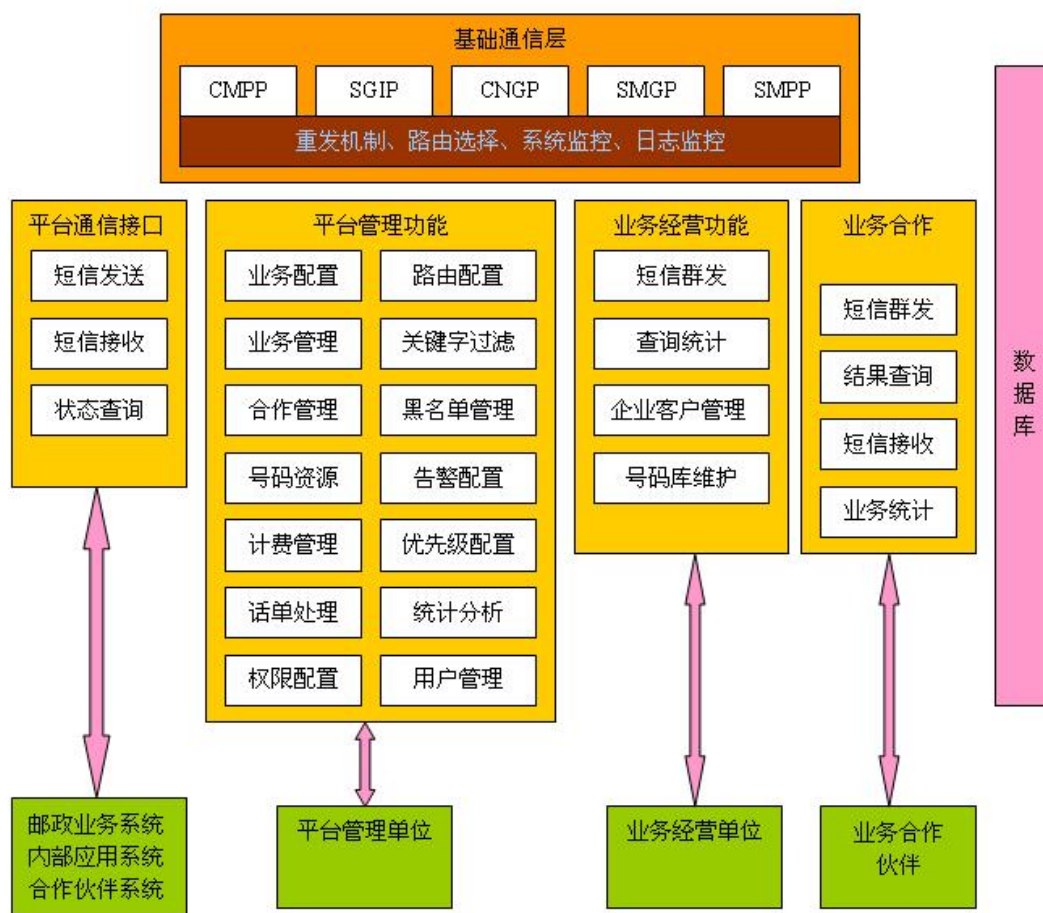 基础通信层
CMPP
SGIP
CNGP
SMGP
SMPP
重发机制、路由选择、系统监控、日志监控
平台通信接口
短信发送
短信接收
状态查询
平台管理功能
业务配置
路由配置
业务管理
关键字过滤
合作管理
黑名单管理
号码资源
告警配置
计费管理
优先级配置
话单处理
统计分析
权限配置
用户管理
业务经营功能
短信群发
查询统计
企业客户管理
号码库维护
业务合作
短信群发
结果查询
短信接收
业务统计
数
据
库
邮政业务系统
内部应用系统
合作伙伴系统
平台管理单位
业务经营单位
业务合作
伙伴